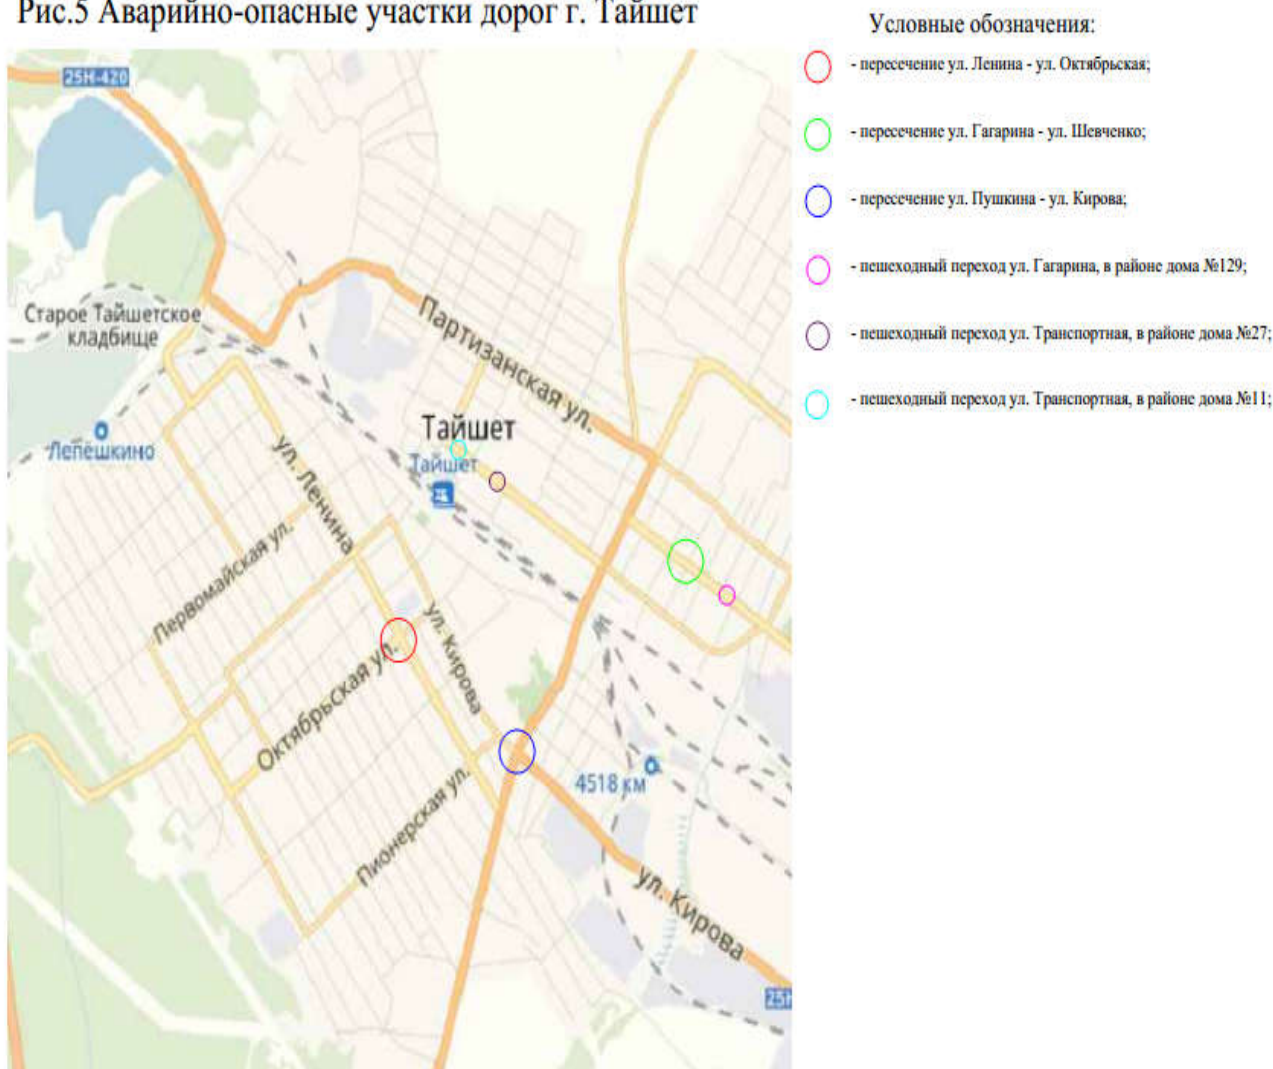 Рис.5 Аварийно-опасные участки дорог г. Тайшет
Условные обозначения:
- пересечение ул. Ленина - ул. Октябрьская;
- пересечение ул. Гагарина - ул. Шевченко;
- пересечение ул. Пушкина - ул. Кирова;
- пешеходный переход ул. Гагарина, в районе дома №129;
- пешеходный переход ул. Транспортная, в районе дома №27;
- пешеходный переход ул. Транспортная, в районе дома №11;
25Н-420
Старое Тайшетское
кладбище
Партизанская ул.
Тайшет
Тайшет
Лепёшкино
ул. Ленина
Первомайская ул.
ул. Кирова
Октябрьская ул.
4518 км
Пионерская ул.
ул. Кирова